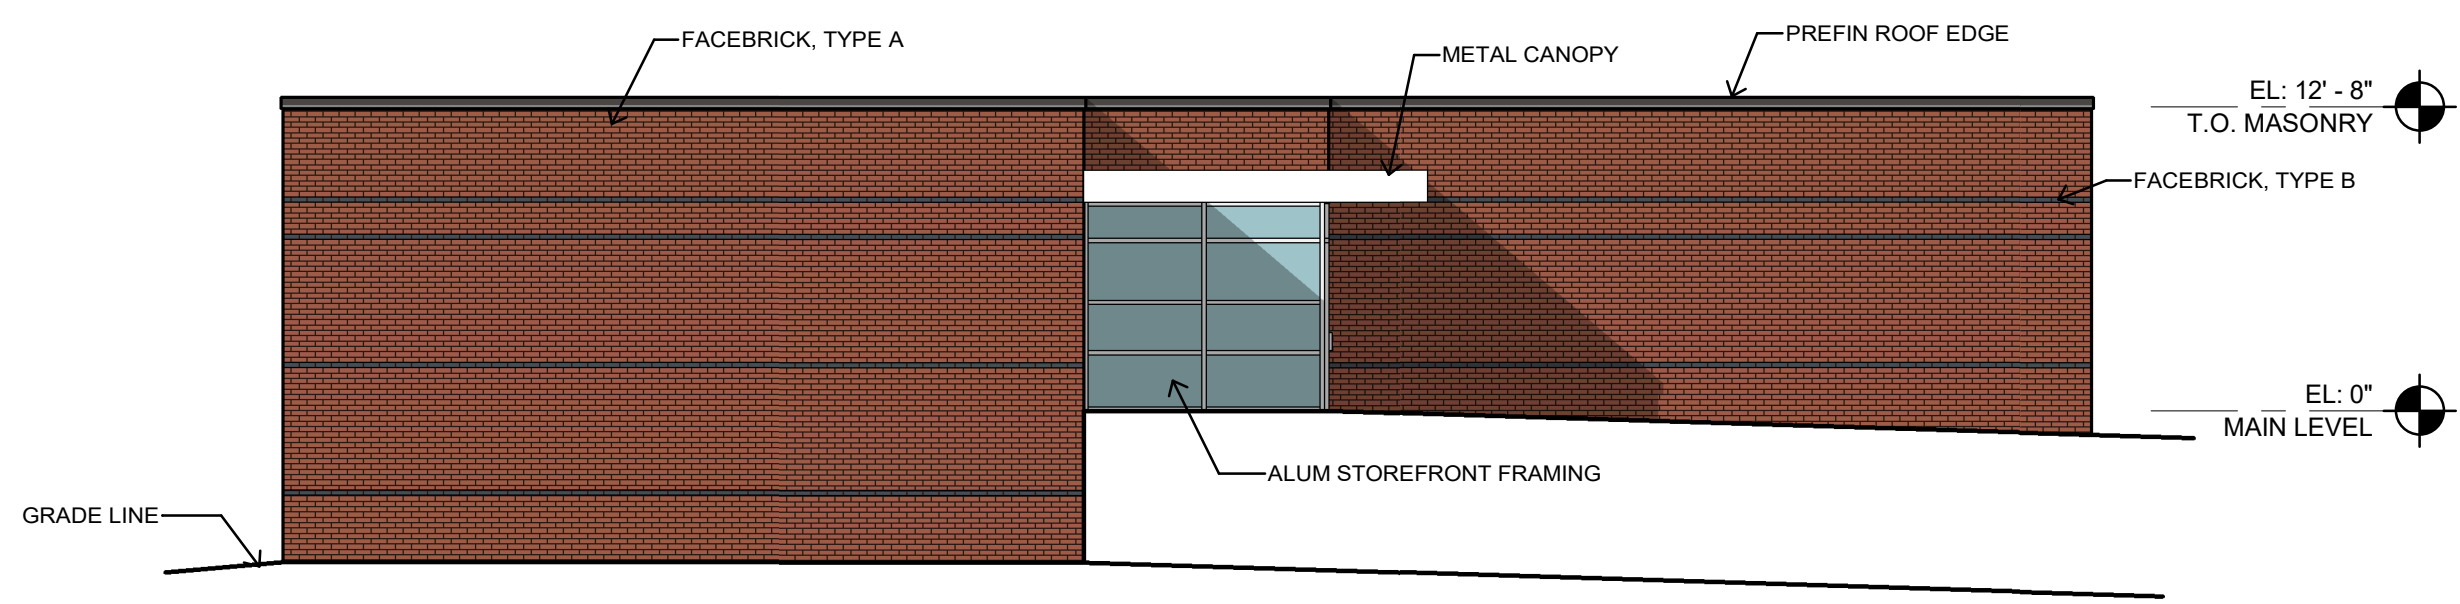 FACEBRICK, TYPE A
METAL CANOPY
PREFIN ROOF EDGE
EL: 12' - 8"
T.O. MASONRY
FACEBRICK, TYPE B
EL: 0"
MAIN LEVEL
ALUM STOREFRONT FRAMING
GRADE LINE